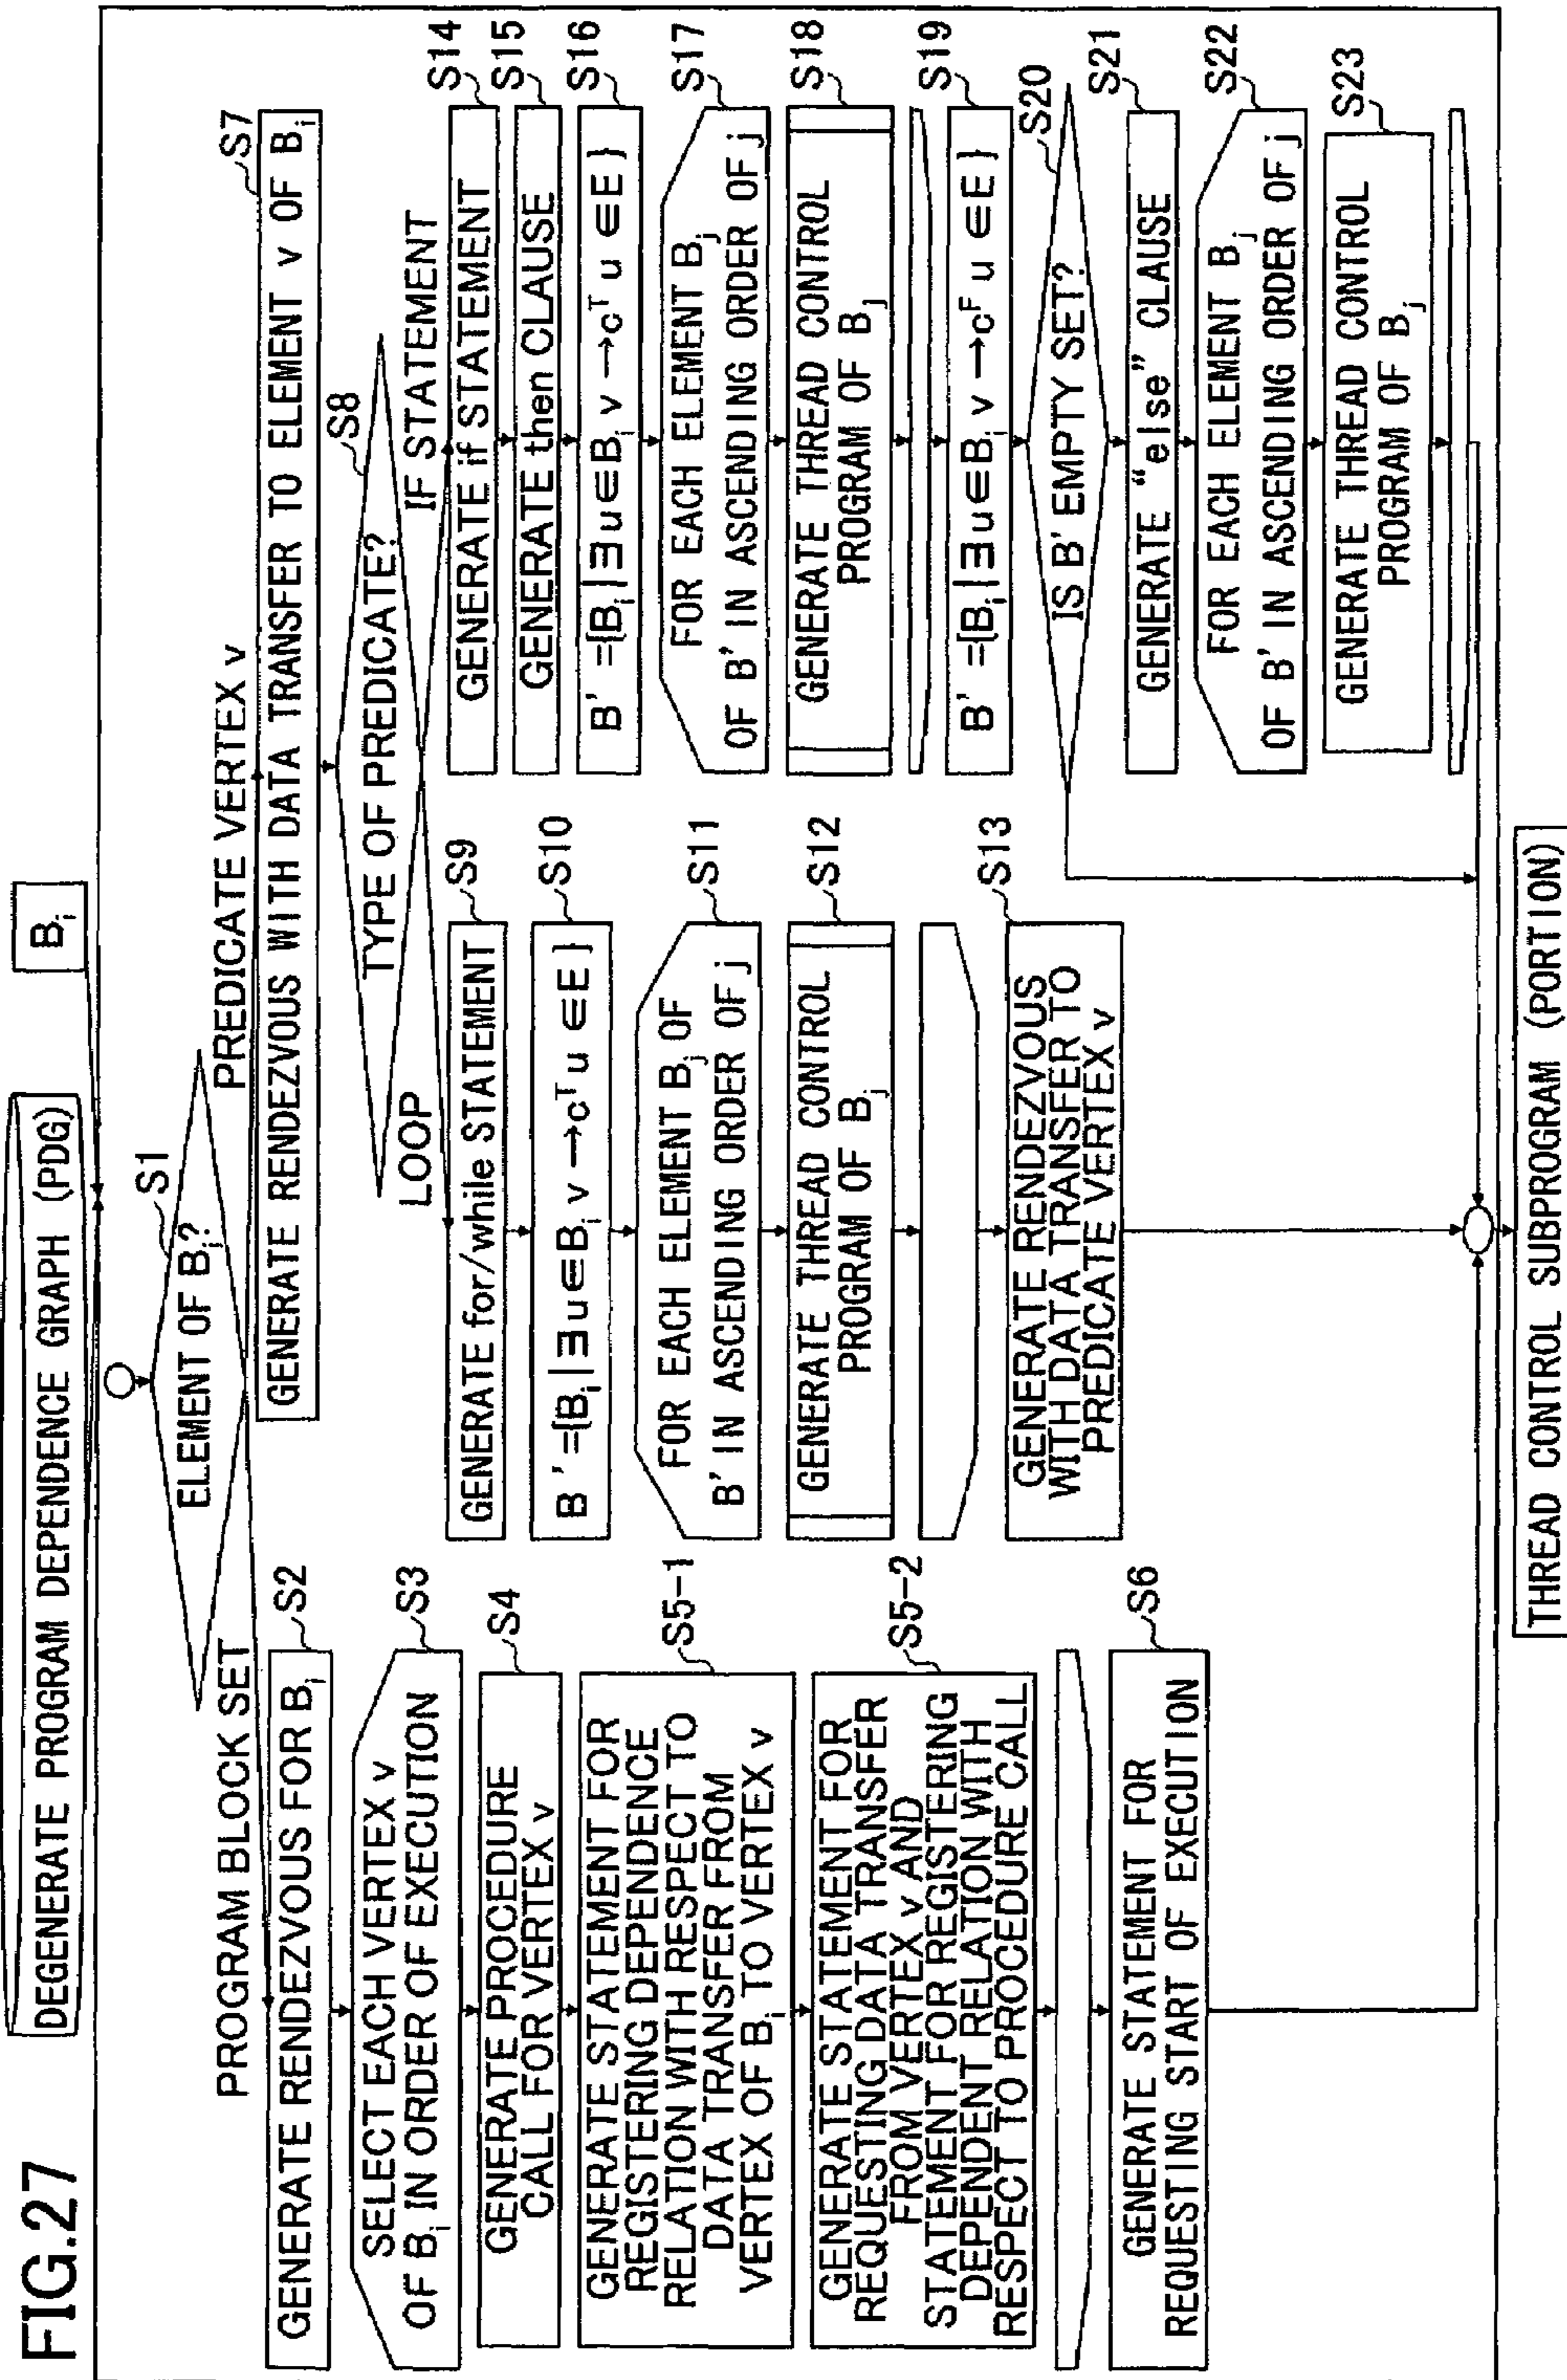 FIG.27
DEGENERATE PROGRAM DEPENDENCE GRAPH (PDG)
B_i
S1
ELEMENT OF B_i?
PROGRAM BLOCK SET
PREDICATE VERTEX v
S2
GENERATE RENDEZVOUS FOR B_i
S3
SELECT EACH VERTEX v
OF B_i IN ORDER OF EXECUTION
S4
GENERATE PROCEDURE
CALL FOR VERTEX v
S5-1
GENERATE STATEMENT FOR
REGISTERING DEPENDENCE
RELATION WITH RESPECT TO
DATA TRANSFER FROM
VERTEX OF B_i TO VERTEX v
S5-2
GENERATE STATEMENT FOR
REQUESTING DATA TRANSFER
FROM VERTEX v AND
STATEMENT FOR REGISTERING
DEPENDENT RELATION WITH
RESPECT TO PROCEDURE CALL
S6
GENERATE STATEMENT FOR
REQUESTING START OF EXECUTION
S7
GENERATE RENDEZVOUS WITH DATA TRANSFER TO ELEMENT v OF B_i
S8
TYPE OF PREDICATE?
LOOP
IF STATEMENT
S9
GENERATE for/while STATEMENT
S10
B'={B_i|∃u∈B_i v→c^T u∈E}
S11
FOR EACH ELEMENT B_j OF
B' IN ASCENDING ORDER OF j
S12
GENERATE THREAD CONTROL
PROGRAM OF B_j
S13
GENERATE RENDEZVOUS
WITH DATA TRANSFER TO
PREDICATE VERTEX v
S14
GENERATE if STATEMENT
S15
GENERATE then CLAUSE
S16
B'={B_i|∃u∈B_i v→c^T u∈E}
S17
FOR EACH ELEMENT B_j
OF B' IN ASCENDING ORDER OF j
S18
GENERATE THREAD CONTROL
PROGRAM OF B_j
S19
B'={B_i|∃u∈B_i v→c^F u∈E}
S20
IS B' EMPTY SET?
S21
GENERATE "else" CLAUSE
S22
FOR EACH ELEMENT B_j
OF B' IN ASCENDING ORDER OF j
S23
GENERATE THREAD CONTROL
PROGRAM OF B_j
THREAD CONTROL SUBPROGRAM (PORTION)